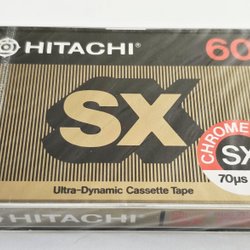 HITACHI® 60
SX
CHROME
SX
70µs
Ultra-Dynamic Cassette Tape
HITACHI